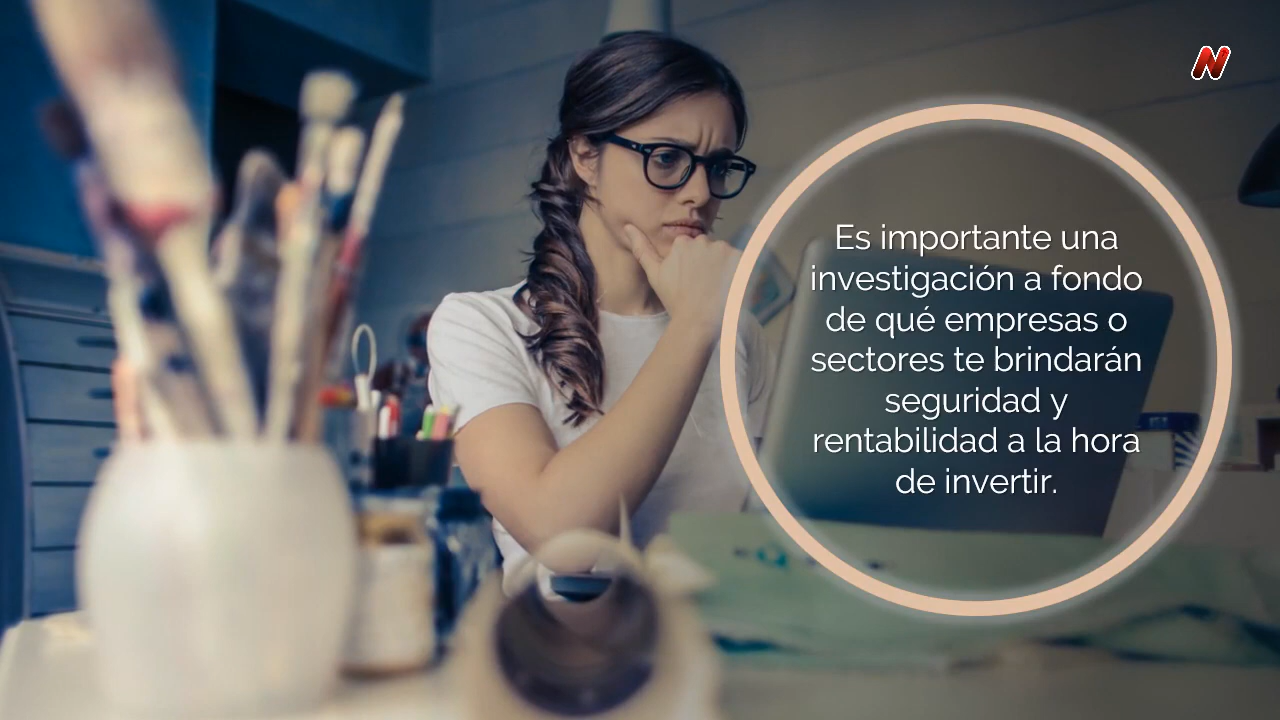 N
Es importante una
investigación a fondo
de qué empresas o
sectores te brindarán
seguridad y
rentabilidad a la hora
de invertir.